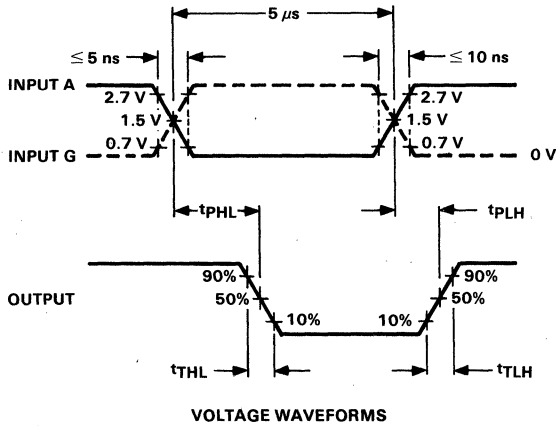 5 μs
≤ 5 ns
≤ 10 ns
INPUT A
2.7 V
2.7 V
1.5 V
1.5 V
0.7 V
0.7 V
INPUT G
0 V
tPHL
tPLH
90%
90%
OUTPUT
50%
50%
10%
10%
tTHL
tTLH
VOLTAGE WAVEFORMS